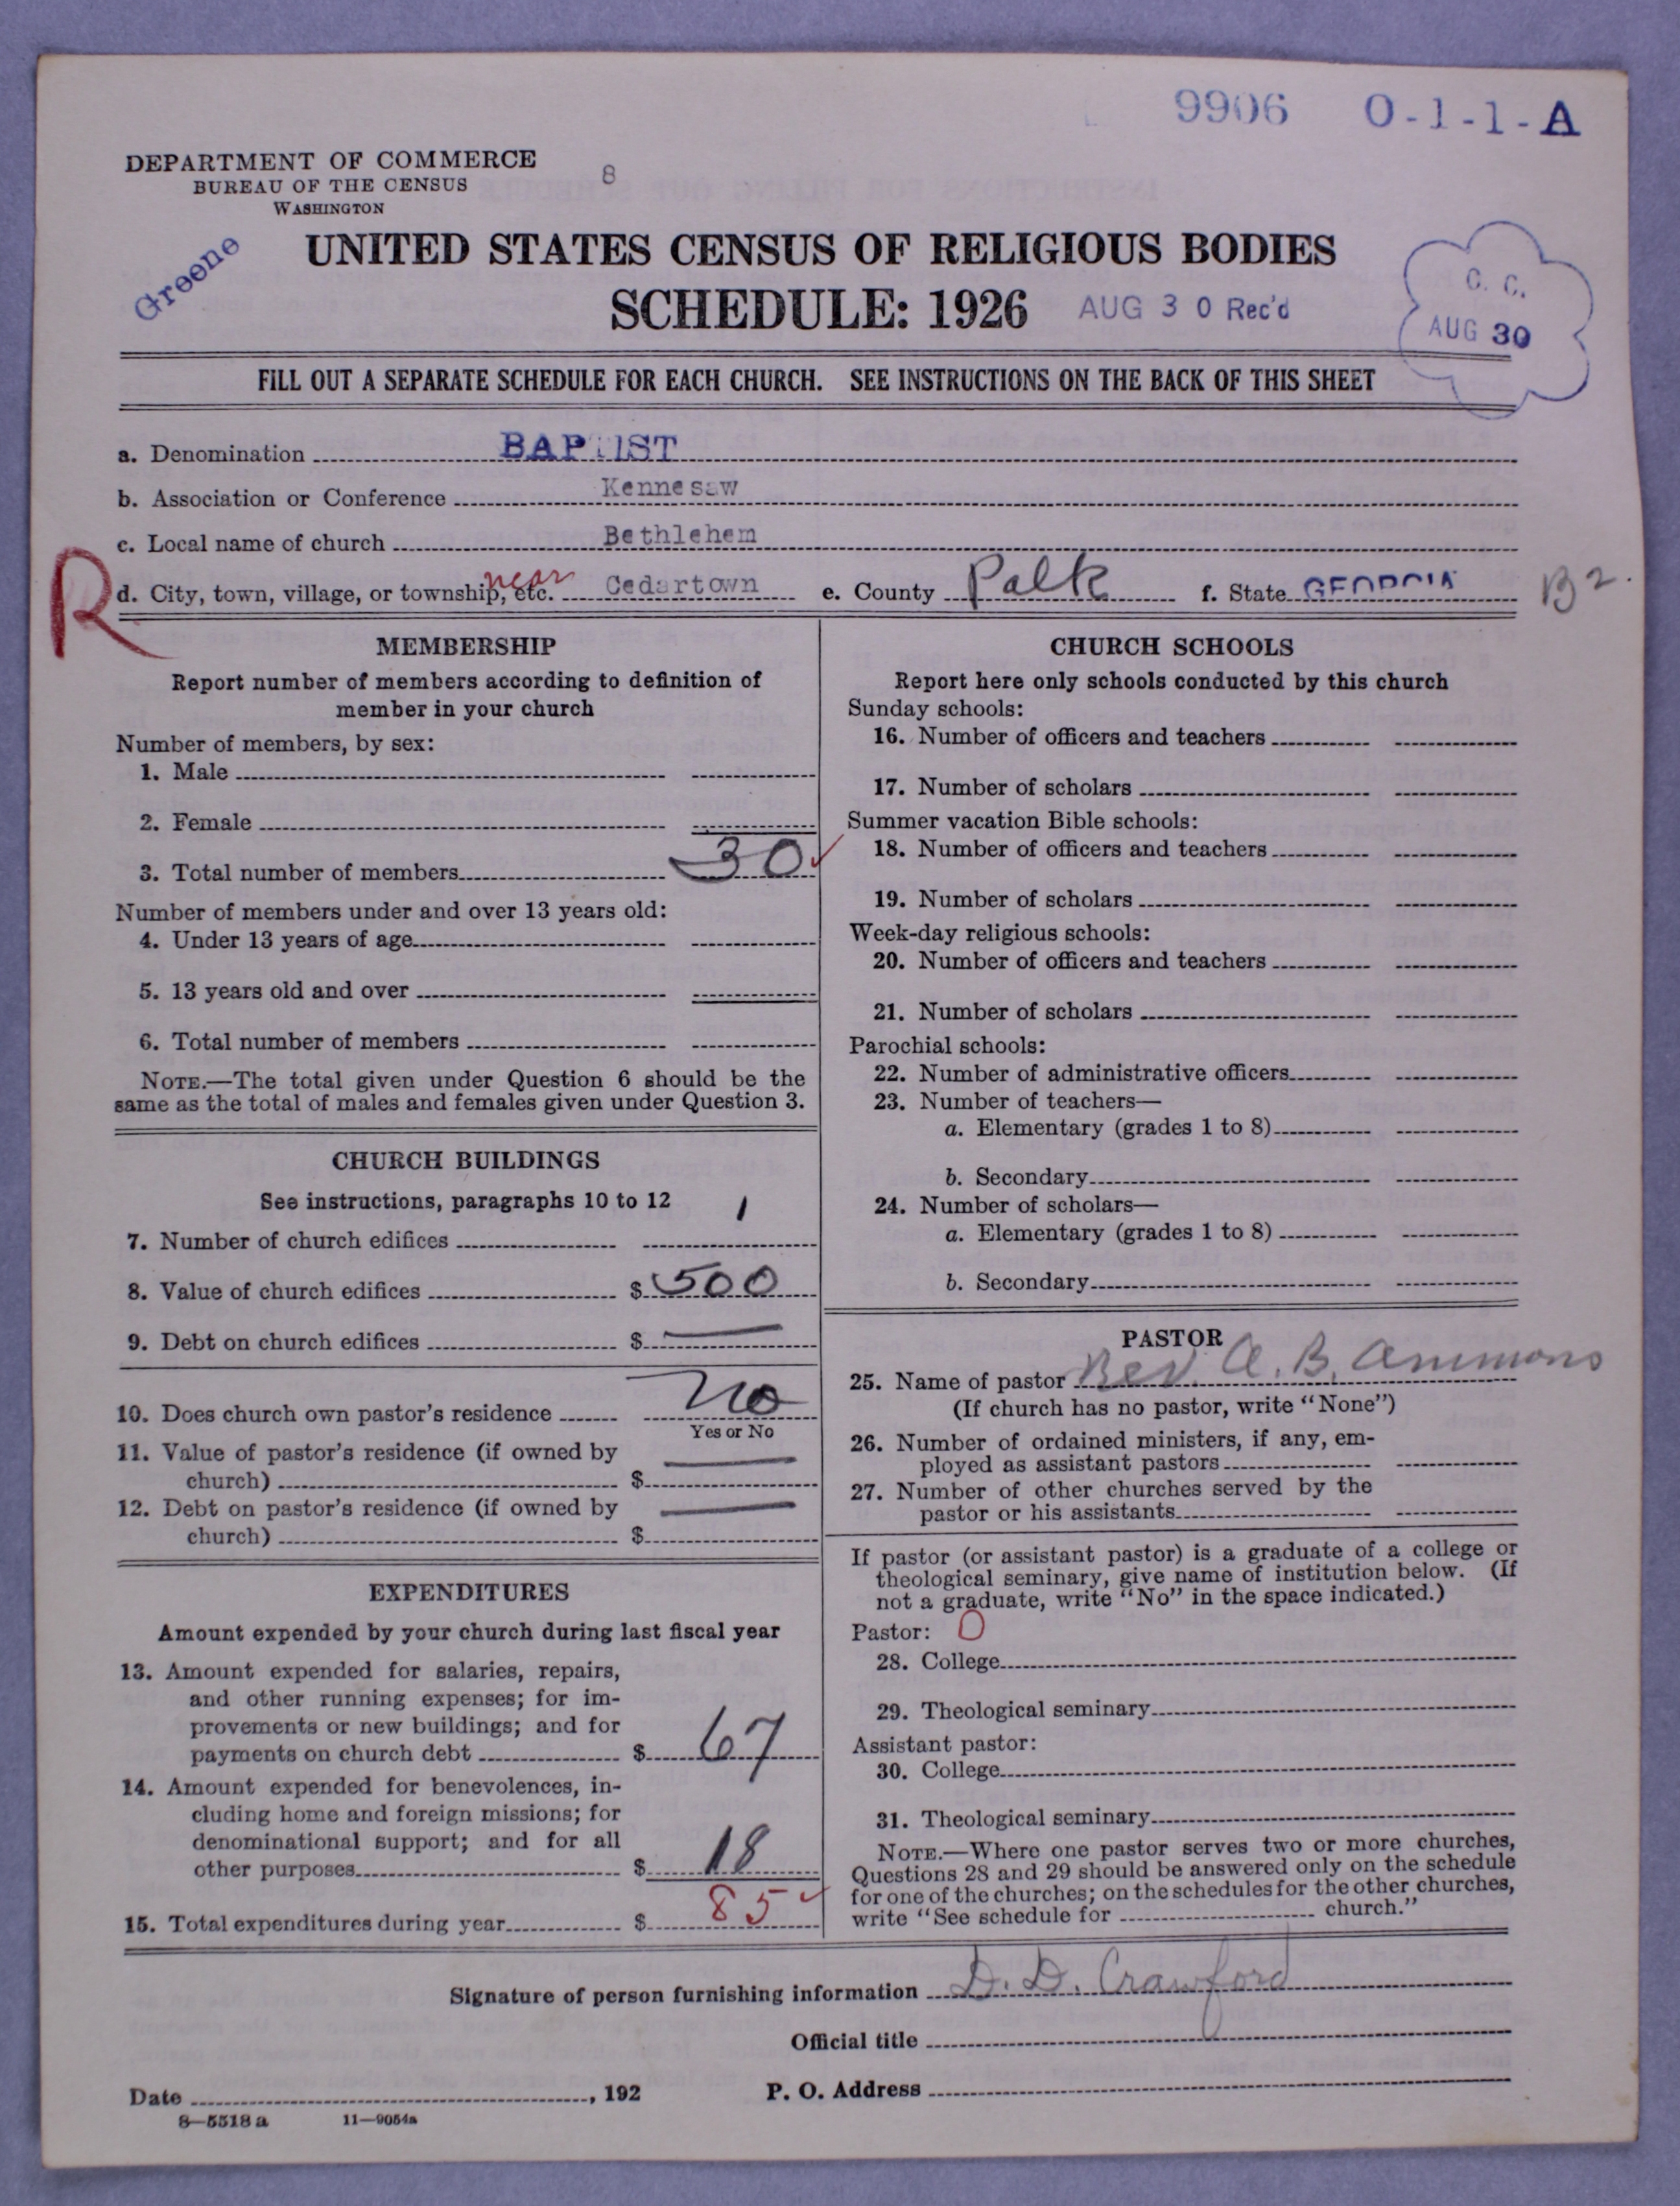 9906 O-1-1-A
DEPARTMENT OF COMMERCE
BUREAU OF THE CENSUS
WASHINGTON
8
Greene
UNITED STATES CENSUS OF RELIGIOUS BODIES
SCHEDULE: 1926
AUG 30 Rec'd
C. C.
AUG 30
FILL OUT A SEPARATE SCHEDULE FOR EACH CHURCH. SEE INSTRUCTIONS ON THE BACK OF THIS SHEET
a. Denomination BAPTIST
b. Association or Conference Kennesaw
c. Local name of church Bethlehem
R
d. City, town, village, or township, etc. near Cedartown e. County Polk f. State GEORGIA B2.
MEMBERSHIP
Report number of members according to definition of
member in your church
Number of members, by sex:
1. Male
2. Female
3. Total number of members 30 ✓
Number of members under and over 13 years old:
4. Under 13 years of age
5. 13 years old and over
6. Total number of members
NOTE.—The total given under Question 6 should be the
same as the total of males and females given under Question 3.
CHURCH BUILDINGS
See instructions, paragraphs 10 to 12
7. Number of church edifices 1
8. Value of church edifices $ 500
9. Debt on church edifices $ —
10. Does church own pastor's residence No
Yes or No
11. Value of pastor's residence (if owned by
church) $ —
12. Debt on pastor's residence (if owned by
church) $ —
EXPENDITURES
Amount expended by your church during last fiscal year
13. Amount expended for salaries, repairs,
and other running expenses; for im-
provements or new buildings; and for
payments on church debt $ 67
14. Amount expended for benevolences, in-
cluding home and foreign missions; for
denominational support; and for all
other purposes $ 18
15. Total expenditures during year $ 85 ✓
CHURCH SCHOOLS
Report here only schools conducted by this church
Sunday schools:
16. Number of officers and teachers
17. Number of scholars
Summer vacation Bible schools:
18. Number of officers and teachers
19. Number of scholars
Week-day religious schools:
20. Number of officers and teachers
21. Number of scholars
Parochial schools:
22. Number of administrative officers
23. Number of teachers—
a. Elementary (grades 1 to 8)
b. Secondary
24. Number of scholars—
a. Elementary (grades 1 to 8)
b. Secondary
PASTOR
25. Name of pastor Rev. A. B. Ammons
(If church has no pastor, write "None")
26. Number of ordained ministers, if any, em-
ployed as assistant pastors
27. Number of other churches served by the
pastor or his assistants
If pastor (or assistant pastor) is a graduate of a college or
theological seminary, give name of institution below. (If
not a graduate, write "No" in the space indicated.)
Pastor: 0
28. College
29. Theological seminary
Assistant pastor:
30. College
31. Theological seminary
NOTE.—Where one pastor serves two or more churches,
Questions 28 and 29 should be answered only on the schedule
for one of the churches; on the schedules for the other churches,
write "See schedule for church."
Signature of person furnishing information D. D. Crawford
Official title
Date , 192 P. O. Address
8—5518a 11—9054a